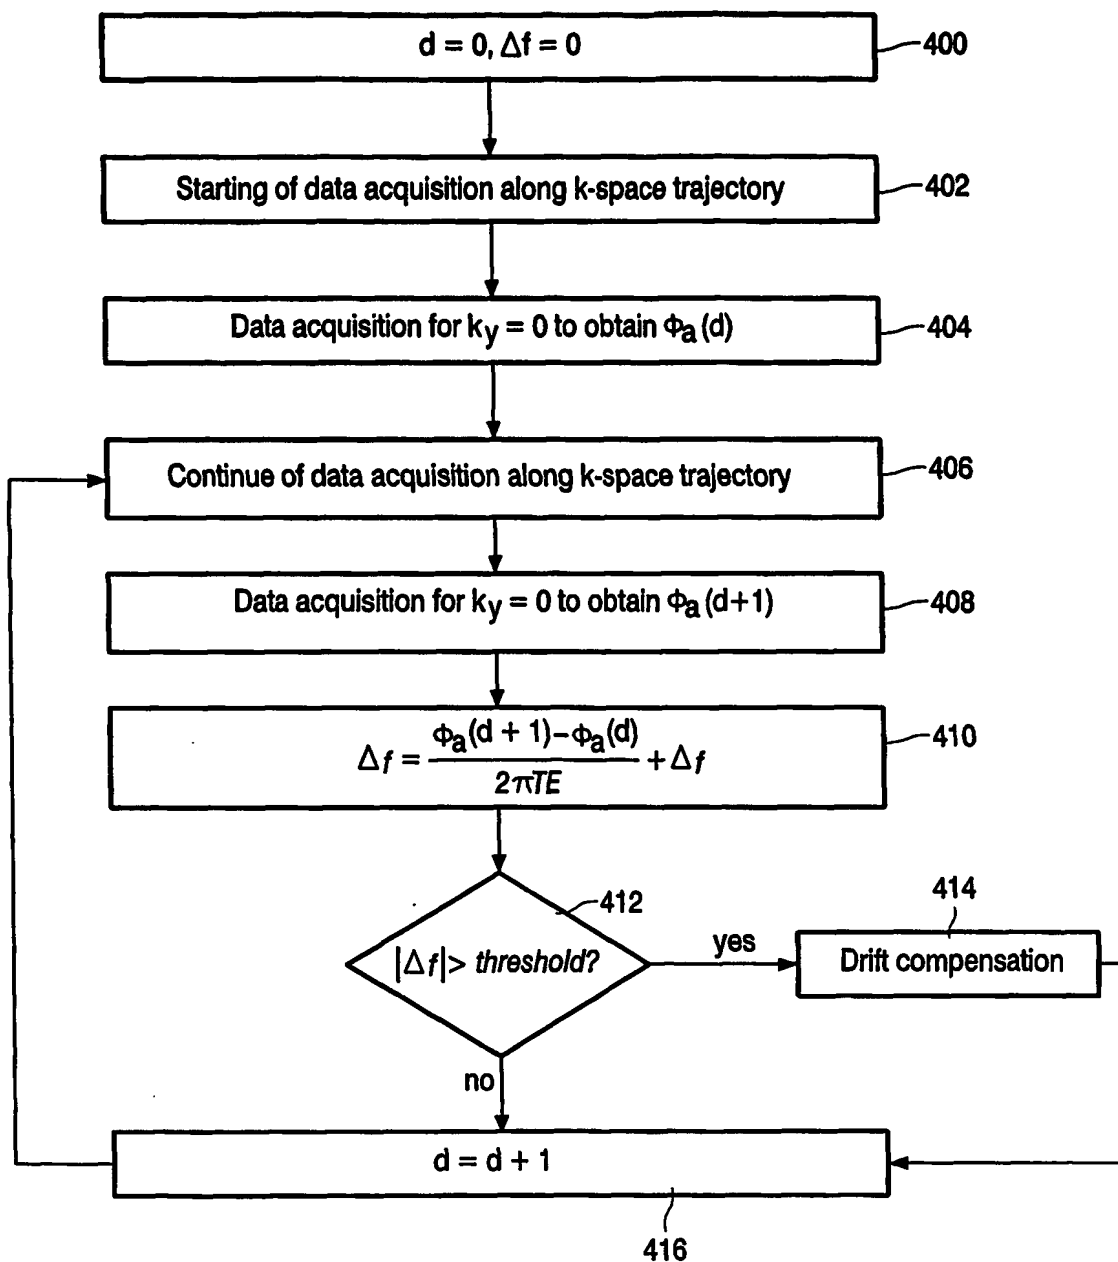 d = 0, Δf = 0
400
Starting of data acquisition along k-space trajectory
402
Data acquisition for ky = 0 to obtain Φa (d)
404
Continue of data acquisition along k-space trajectory
406
Data acquisition for ky = 0 to obtain Φa (d+1)
408
Δf = Φa(d + 1) – Φa(d) / 2πTE + Δf
410
412
|Δf| > threshold?
yes
414
Drift compensation
no
d = d + 1
416